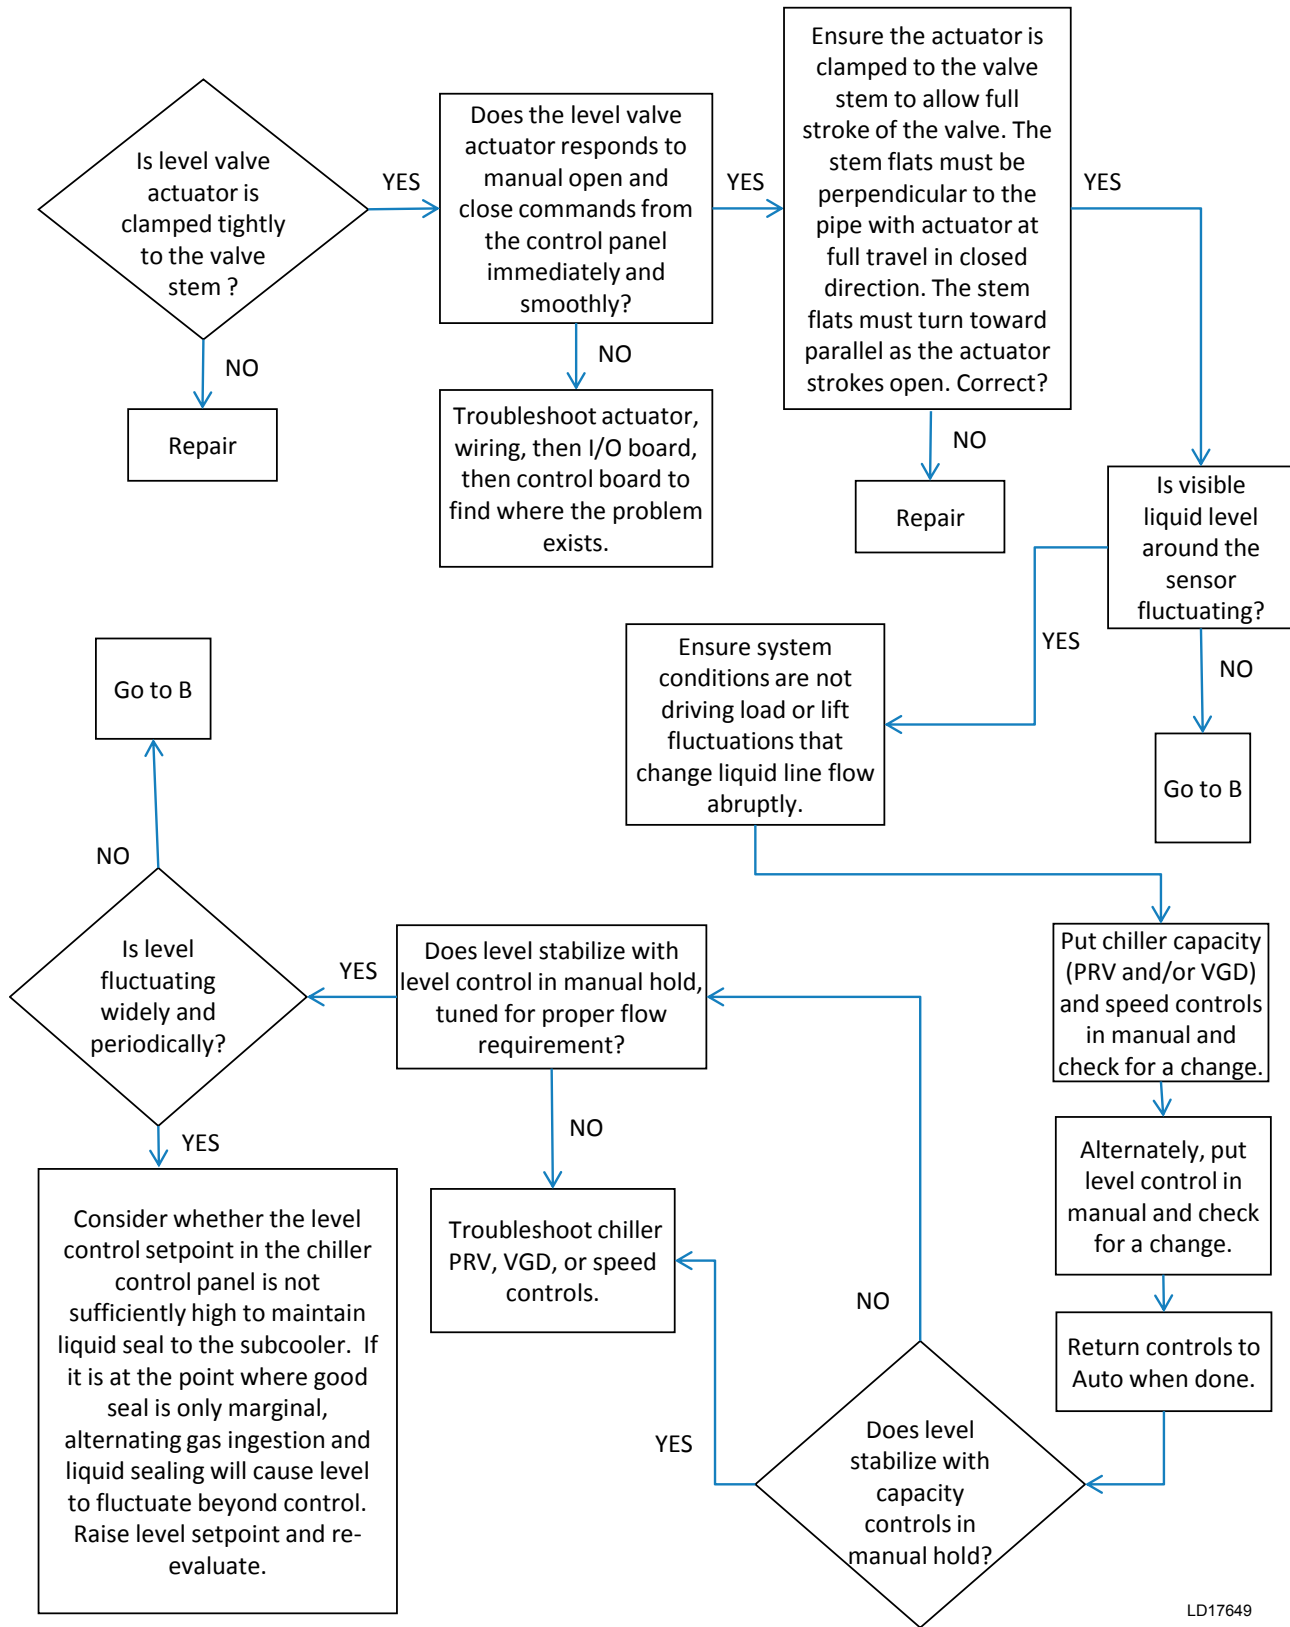 Is level valve
actuator is
clamped tightly
to the valve
stem ?
YES
NO
Repair
Does the level valve
actuator responds to
manual open and
close commands from
the control panel
immediately and
smoothly?
YES
NO
Troubleshoot actuator,
wiring, then I/O board,
then control board to
find where the problem
exists.
Ensure the actuator is
clamped to the valve
stem to allow full
stroke of the valve. The
stem flats must be
perpendicular to the
pipe with actuator at
full travel in closed
direction. The stem
flats must turn toward
parallel as the actuator
strokes open. Correct?
YES
NO
Repair
Is visible
liquid level
around the
sensor
fluctuating?
YES
NO
Go to B
Ensure system
conditions are not
driving load or lift
fluctuations that
change liquid line flow
abruptly.
Put chiller capacity
(PRV and/or VGD)
and speed controls
in manual and
check for a change.
Alternately, put
level control in
manual and check
for a change.
Return controls to
Auto when done.
Does level
stabilize with
capacity
controls in
manual hold?
YES
NO
Troubleshoot chiller
PRV, VGD, or speed
controls.
Does level stabilize with
level control in manual hold,
tuned for proper flow
requirement?
YES
NO
Is level
fluctuating
widely and
periodically?
NO
Go to B
YES
Consider whether the level
control setpoint in the chiller
control panel is not
sufficiently high to maintain
liquid seal to the subcooler.  If
it is at the point where good
seal is only marginal,
alternating gas ingestion and
liquid sealing will cause level
to fluctuate beyond control.
Raise level setpoint and re-
evaluate.
LD17649